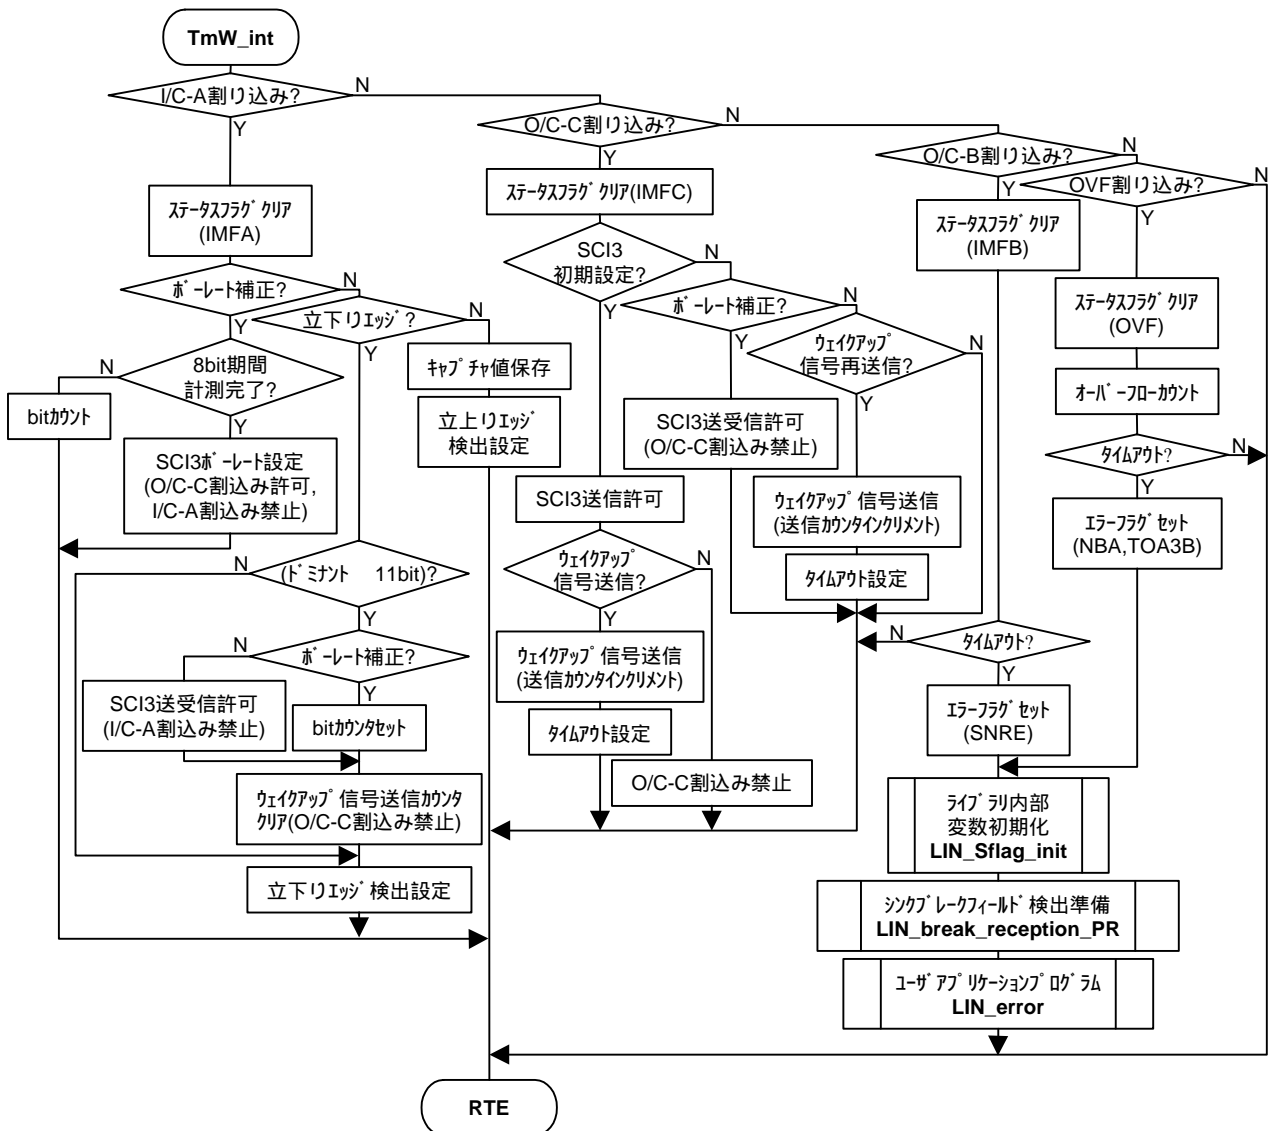 TmW_int
I/C-A割り込み?
N
Y
ステータスフラグクリア
(IMFA)
ボーレート補正?
N
Y
8bit期間
計測完了?
N
Y
bitカウント
SCI3ボーレート設定
(O/C-C割込み許可,
I/C-A割込み禁止)
立下りエッジ?
N
Y
キャプチャ値保存
立上りエッジ
検出設定
(ドミナント 11bit)?
N
Y
ボーレート補正?
N
Y
SCI3送受信許可
(I/C-A割込み禁止)
bitカウンタセット
ウェイクアップ信号送信カウンタ
クリア(O/C-C割込み禁止)
立下りエッジ検出設定
O/C-C割り込み?
N
Y
ステータスフラグクリア(IMFC)
SCI3
初期設定?
N
Y
SCI3送信許可
ウェイクアップ
信号送信?
N
Y
ウェイクアップ信号送信
(送信カウンタインクリメント)
タイムアウト設定
O/C-C割込み禁止
ボーレート補正?
N
Y
SCI3送受信許可
(O/C-C割込み禁止)
ウェイクアップ
信号再送信?
N
Y
ウェイクアップ信号送信
(送信カウンタインクリメント)
タイムアウト設定
O/C-B割り込み?
N
Y
ステータスフラグクリア
(IMFB)
タイムアウト?
N
Y
エラーフラグセット
(SNRE)
OVF割り込み?
N
Y
ステータスフラグクリア
(OVF)
オーバーフローカウント
タイムアウト?
N
Y
エラーフラグセット
(NBA,TOA3B)
ライブラリ内部
変数初期化
LIN_Sflag_init
シンクブレークフィールド検出準備
LIN_break_reception_PR
ユーザアプリケーションプログラム
LIN_error
RTE